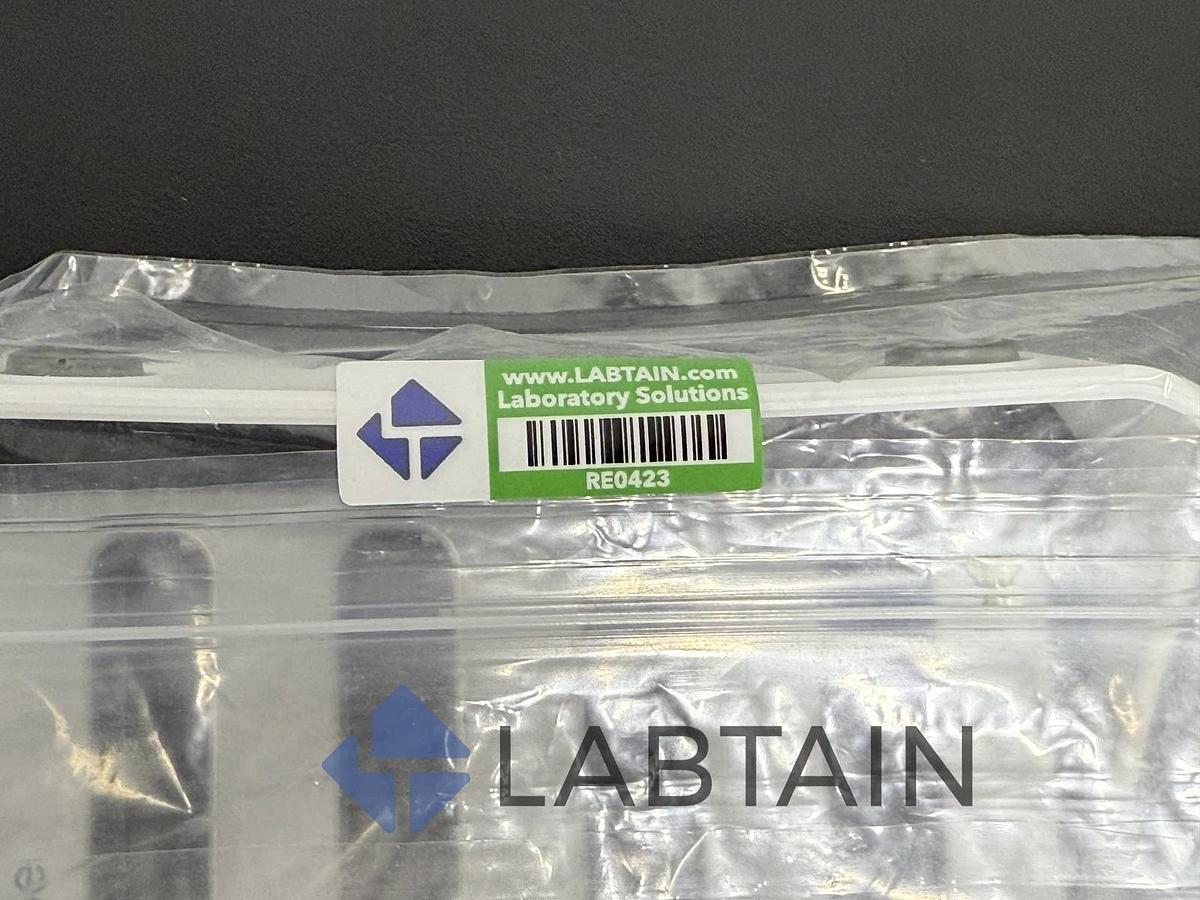 www.LABTAIN.com
Laboratory Solutions
RE0423
LABTAIN